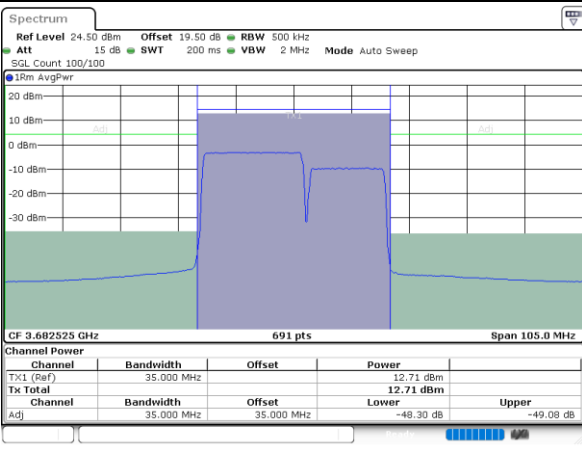 Spectrum
Ref Level 24.50 dBm Offset 19.50 dB RBW 500 kHz
Att 15 dB SWT 200 ms VBW 2 MHz Mode Auto Sweep
SGL Count 100/100
1Rm AvgPwr
20 dBm
TX1
10 dBm
Adj Adj
0 dBm
-10 dBm
-20 dBm
-30 dBm
CF 3.682525 GHz 691 pts Span 105.0 MHz
Channel Power
Channel Bandwidth Offset Power
TX1 (Ref) 35.000 MHz 12.71 dBm
Tx Total 12.71 dBm
Channel Bandwidth Offset Lower Upper
Adj 35.000 MHz 35.000 MHz -48.30 dB -49.08 dB
Ready